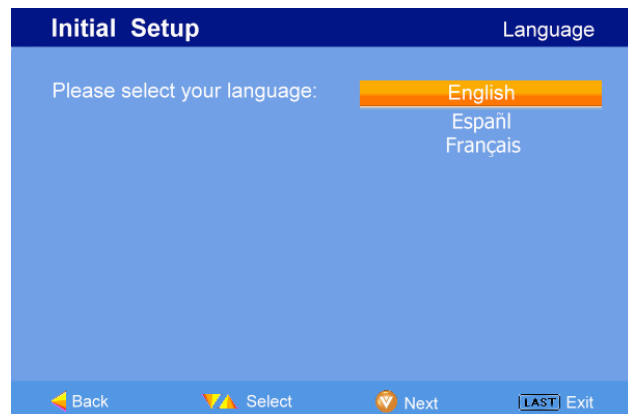 Initial Setup Language
Please select your language: English
Españl
Français
Back Select Next LAST Exit